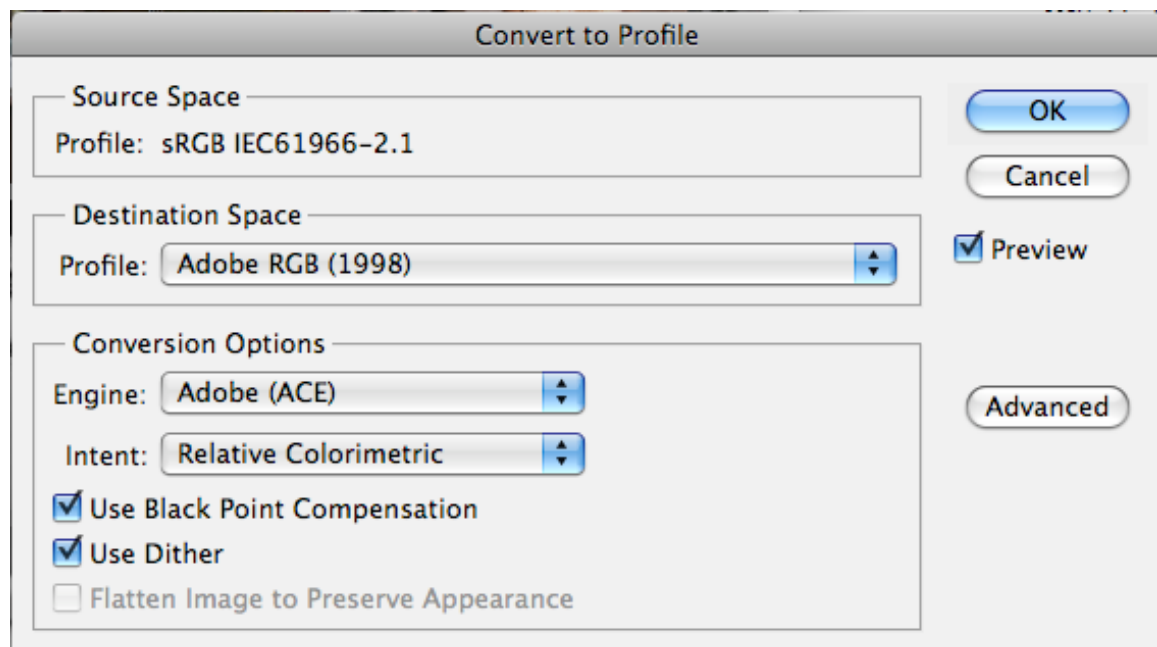 Convert to Profile
Source Space
Profile: sRGB IEC61966-2.1
OK
Cancel
Destination Space
Profile: Adobe RGB (1998)
Preview
Conversion Options
Engine: Adobe (ACE)
Advanced
Intent: Relative Colorimetric
Use Black Point Compensation
Use Dither
Flatten Image to Preserve Appearance